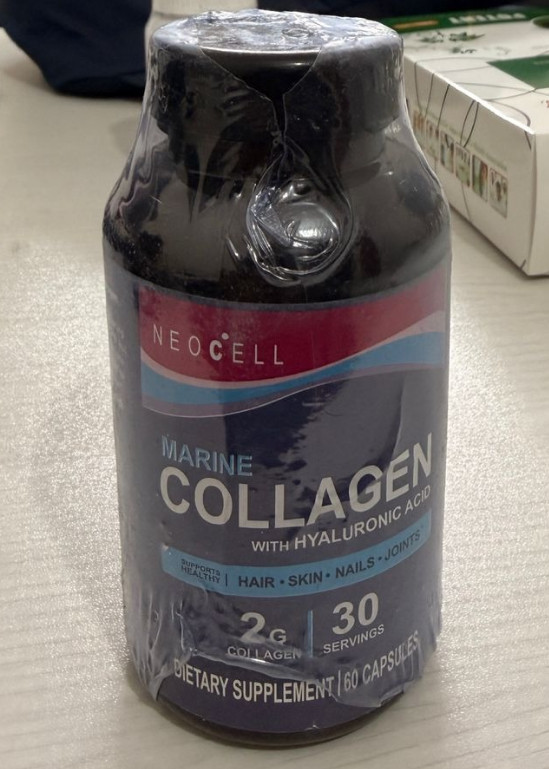 NEOCELL
MARINE
COLLAGEN
WITH HYALURONIC ACID
SUPPORTS
HEALTHY | HAIR • SKIN • NAILS • JOINTS
2G
COLLAGEN
30
SERVINGS
DIETARY SUPPLEMENT | 60 CAPSULES